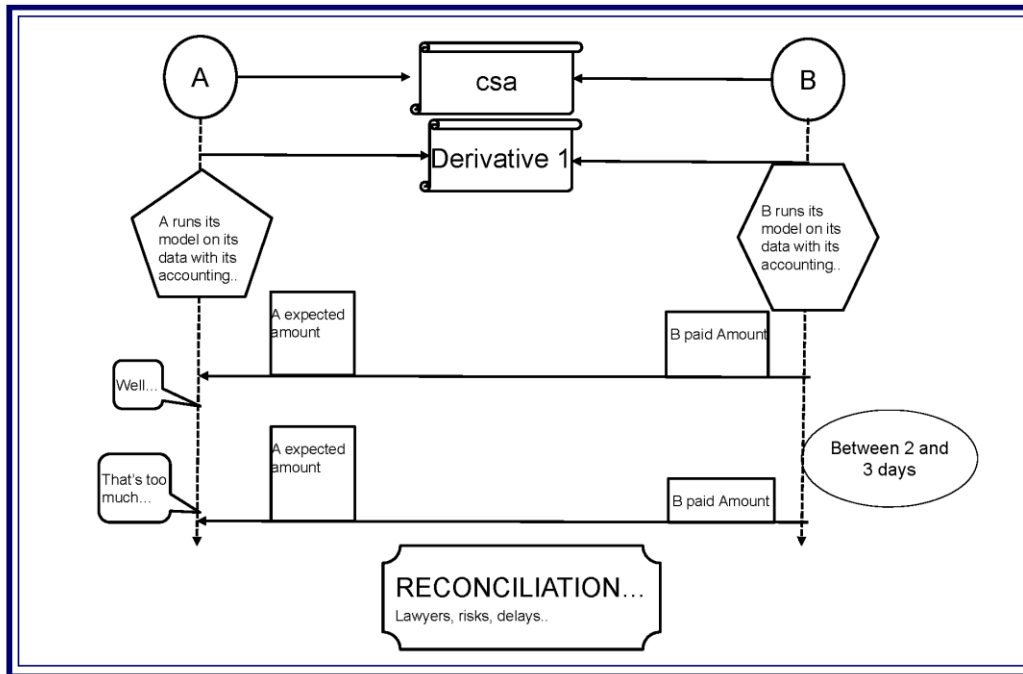 A
csa
B
Derivative 1
A runs its
model on its
data with its
accounting..
B runs its
model on its
data with its
accounting..
A expected
amount
B paid Amount
Well...
A expected
amount
Between 2 and
3 days
That's too
much...
B paid Amount
RECONCILIATION...
Lawyers, risks, delays..